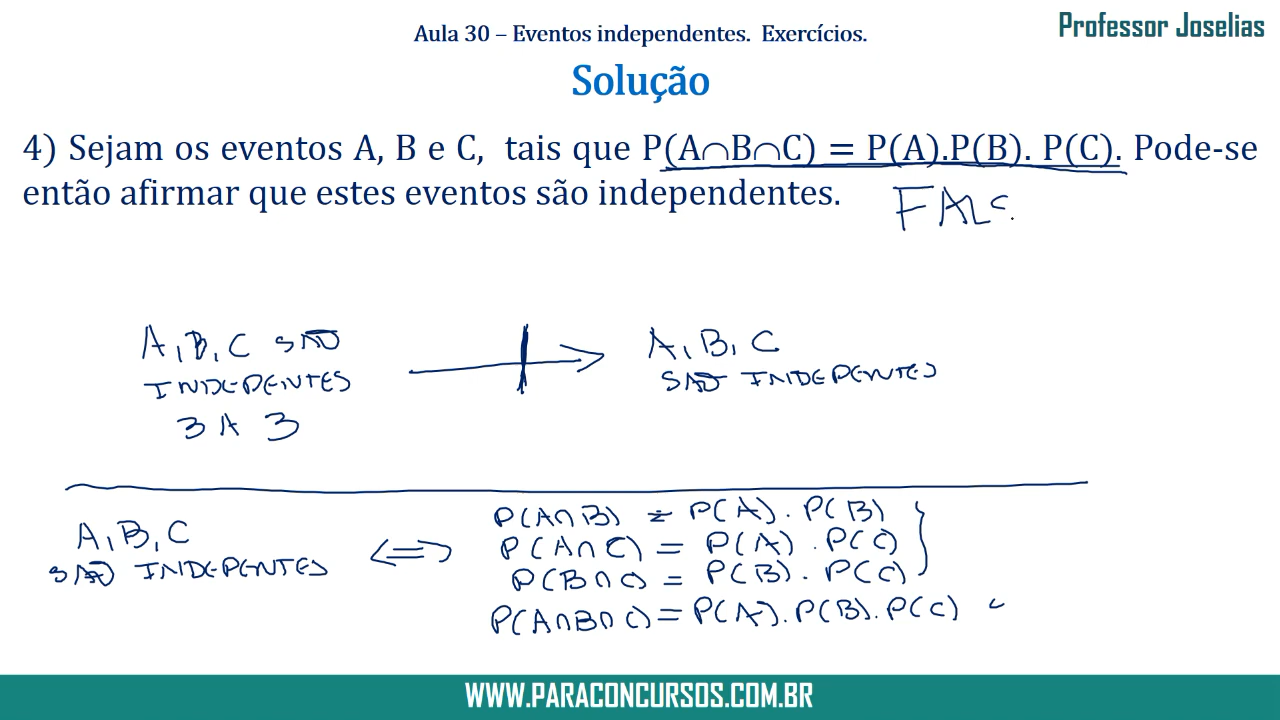 Aula 30 – Eventos independentes. Exercícios.
Professor Joselias
Solução
4) Sejam os eventos A, B e C, tais que P(A∩B∩C) = P(A).P(B). P(C). Pode-se
então afirmar que estes eventos são independentes.
FALS
A, B, C SÃO
INDEPENTES
3 A 3
A, B, C
SÃO INDEPENTES
A, B, C
SÃO INDEPENTES
⇔
P(A∩B) = P(A). P(B)
P(A∩C) = P(A) . P(C)
P(B∩C) = P(B). P(C)
P(A∩B∩C) = P(A). P(B). P(C)
WWW.PARACONCURSOS.COM.BR